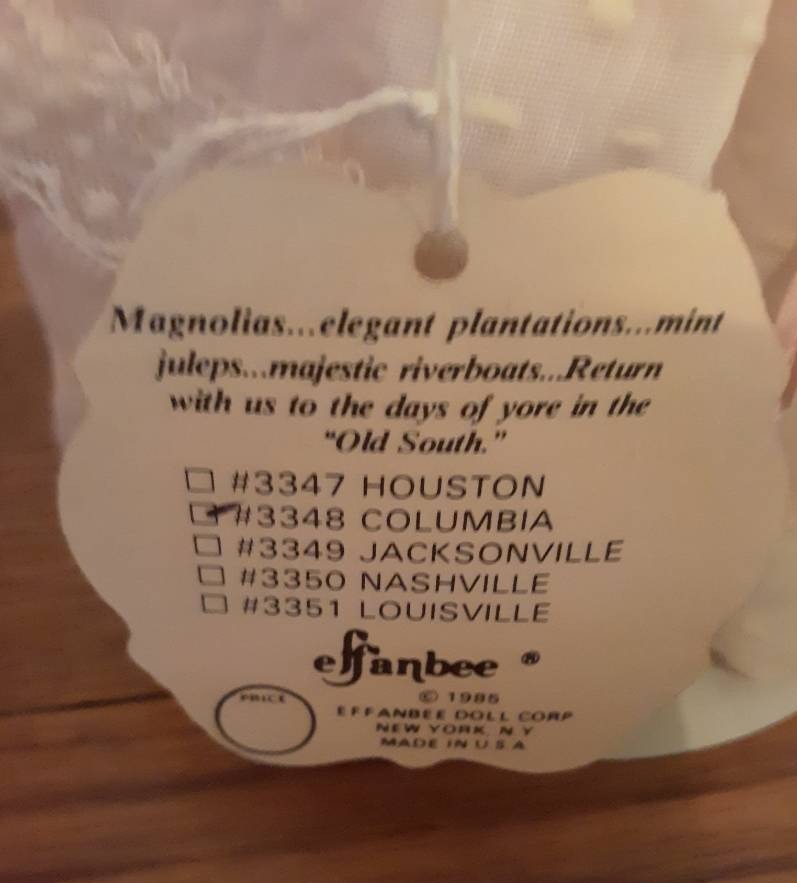 Magnolias...elegant plantations...mint
juleps...majestic riverboats...Return
with us to the days of yore in the
"Old South."
☐ #3347 HOUSTON
☑ #3348 COLUMBIA
☐ #3349 JACKSONVILLE
☐ #3350 NASHVILLE
☐ #3351 LOUISVILLE
effanbee ®
PRICE
© 1985
EFFANBEE DOLL CORP
NEW YORK, N.Y
MADE IN U S A